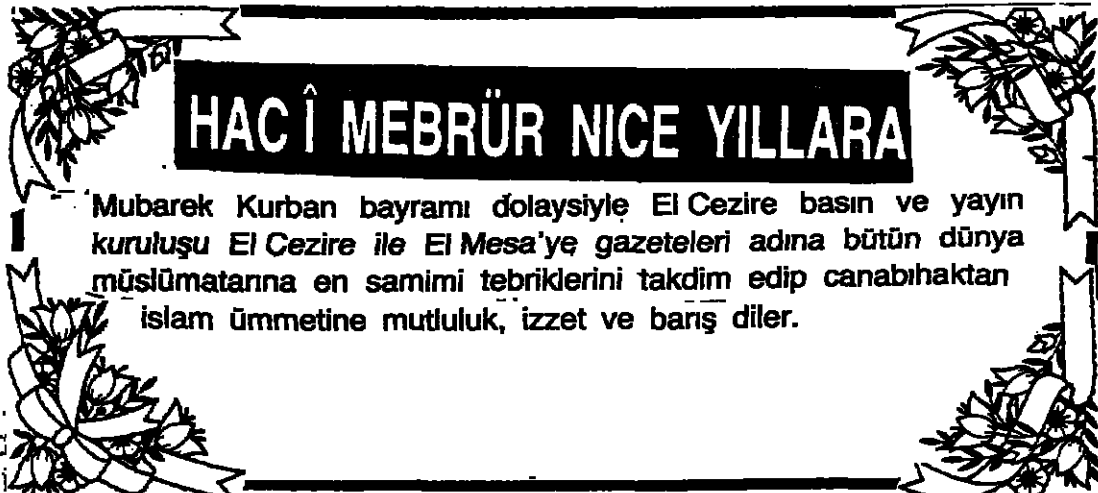 HAC Î MEBRÜR NICE YILLARA
Mubarek Kurban bayramı dolaysiyle El Cezire basın ve yayın
kuruluşu El Cezire ile El Mesa'ye gazeteleri adına bütün dünya
müslümatarına en samimi tebriklerini takdim edip canabıhaktan
islam ümmetine mutluluk, izzet ve barış diler.